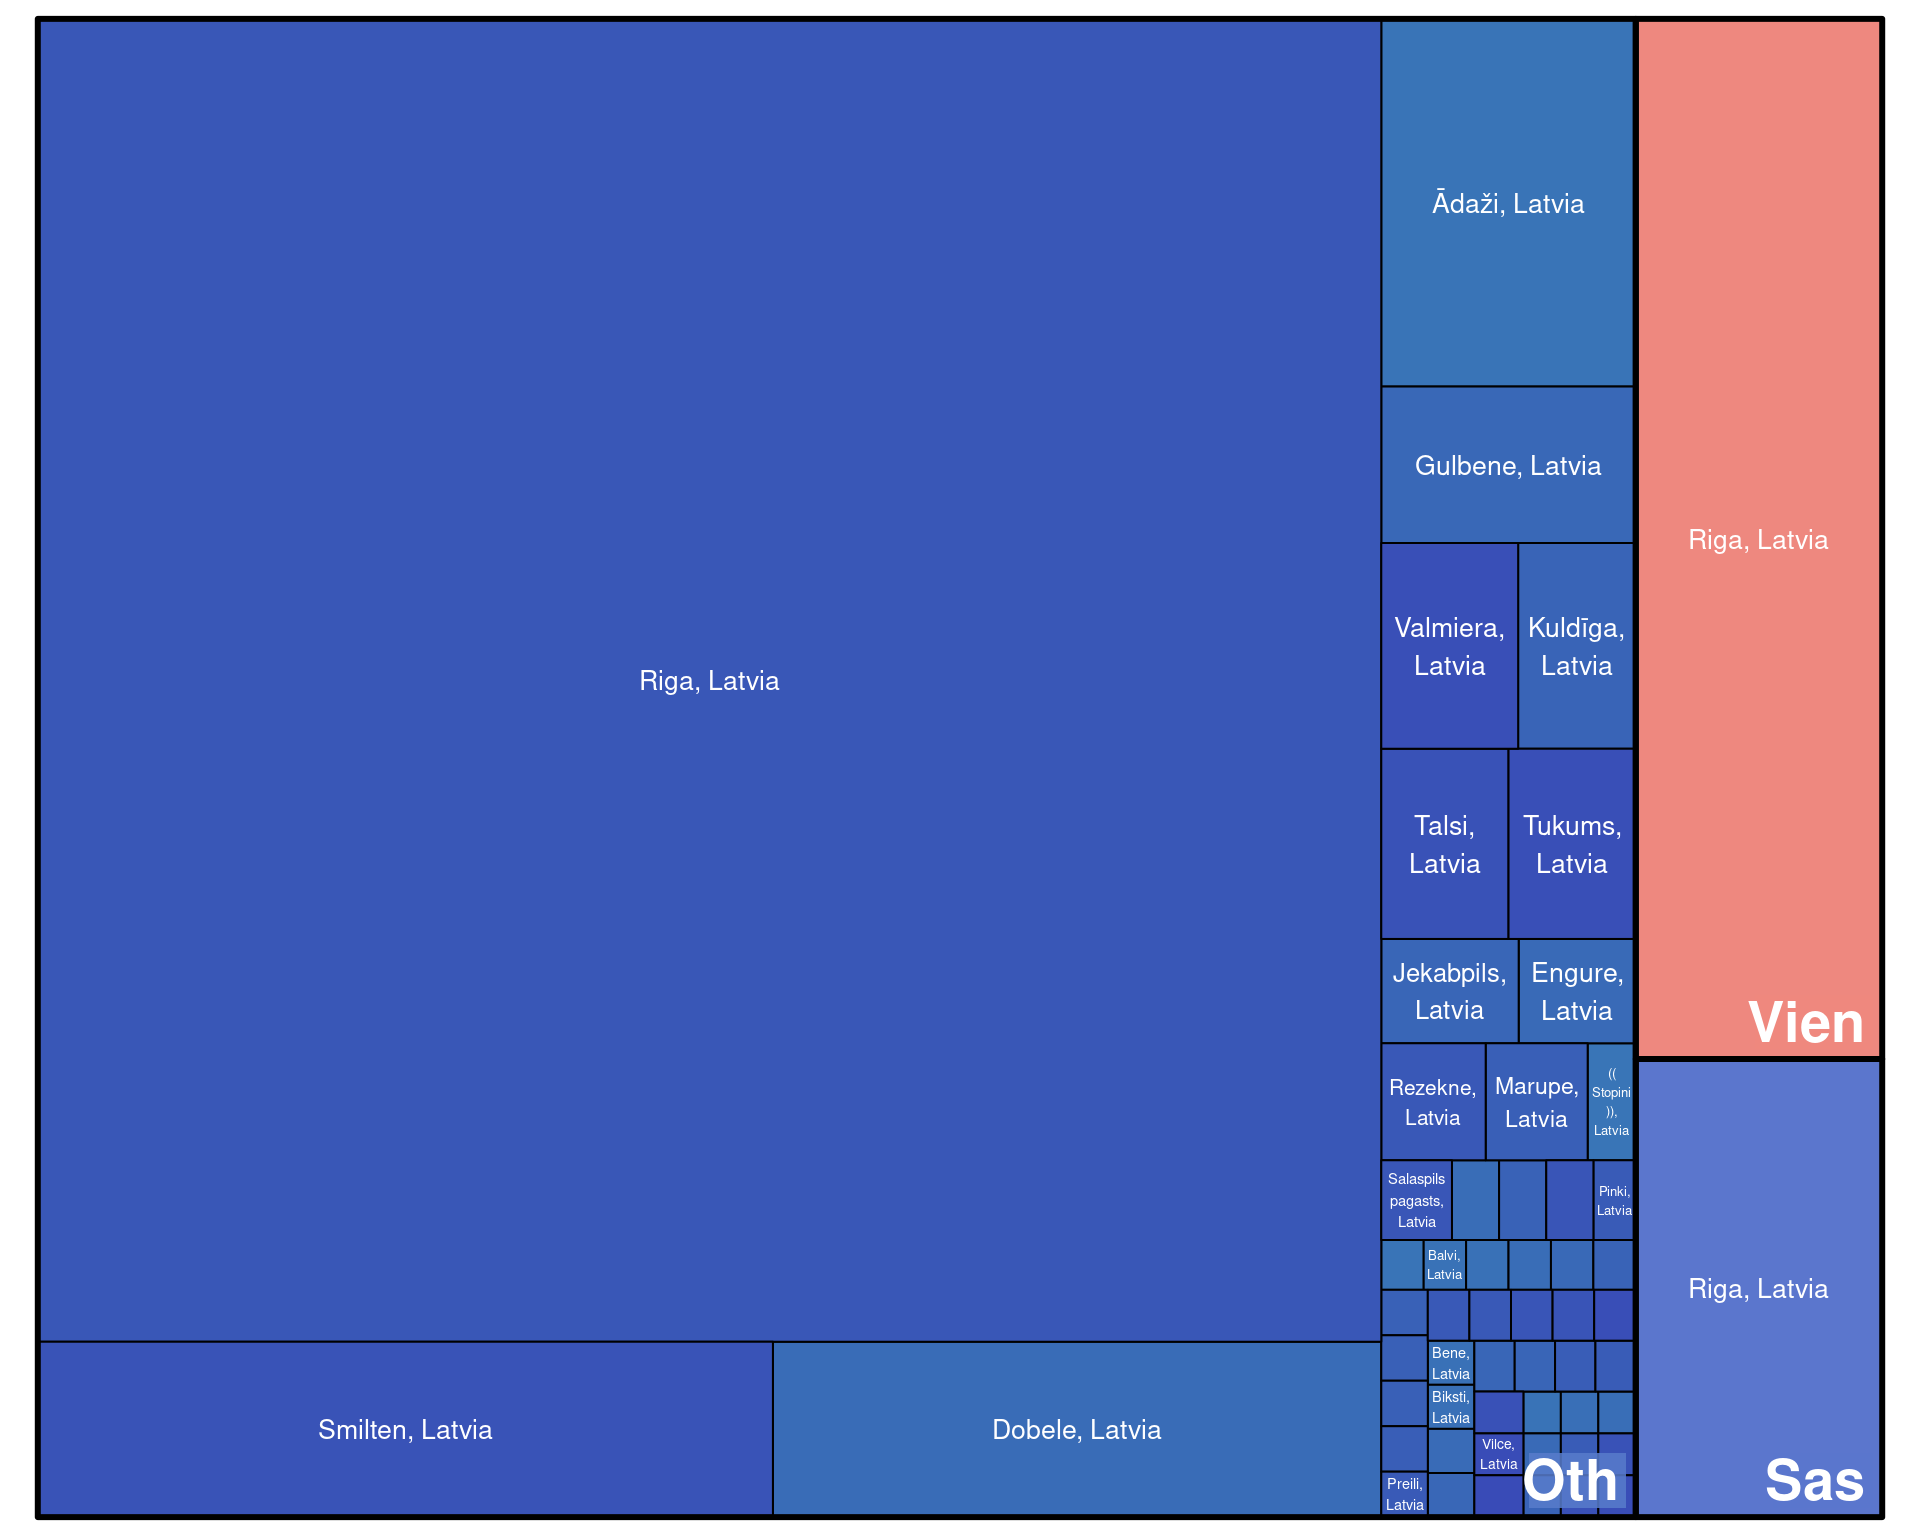 Riga, Latvia
Smilten, Latvia
Dobele, Latvia
Ādaži, Latvia
Gulbene, Latvia
Valmiera,
Latvia
Kuldīga,
Latvia
Talsi,
Latvia
Tukums,
Latvia
Jekabpils,
Latvia
Engure,
Latvia
Rezekne,
Latvia
Marupe,
Latvia
((
Stopini
)),
Latvia
Salaspils
pagasts,
Latvia
Pinki,
Latvia
Balvi,
Latvia
Bene,
Latvia
Biksti,
Latvia
Vilce,
Latvia
Preili,
Latvia
Oth
Riga, Latvia
Vien
Riga, Latvia
Sas